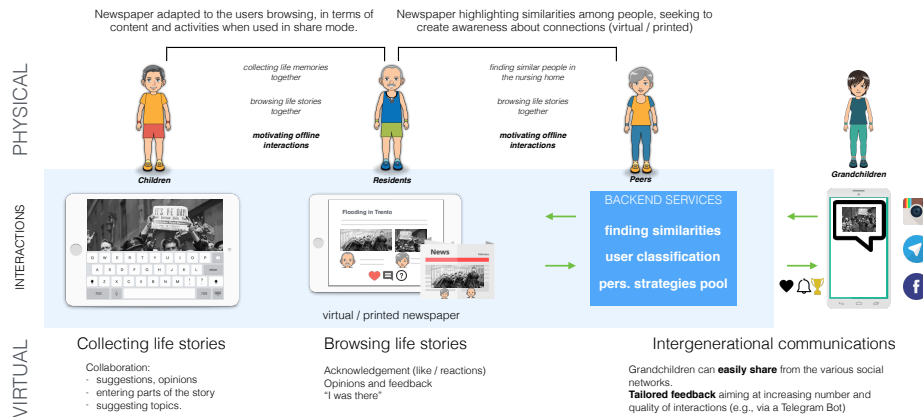 Newspaper adapted to the users browsing, in terms of
content and activities when used in share mode.
Newspaper highlighting similarities among people, seeking to
create awareness about connections (virtual / printed)
PHYSICAL
collecting life memories
together
browsing life stories
together
motivating offline
interactions
finding similar people in
the nursing home
browsing life stories
together
motivating offline
interactions
Children
Residents
Peers
Grandchildren
INTERACTIONS
IT'S VE DAY
Q W E R T Y U I O P
A S D F G H J K L
Z X C V B N M
Flooding in Trento
News
BACKEND SERVICES
finding similarities
user classification
pers. strategies pool
virtual / printed newspaper
VIRTUAL
Collecting life stories
Collaboration:
- suggestions, opinions
- entering parts of the story
- suggesting topics.
Browsing life stories
Acknowledgement (like / reactions)
Opinions and feedback
“I was there”
Intergenerational communications
Grandchildren can easily share from the various social
networks.
Tailored feedback aiming at increasing number and
quality of interactions (e.g., via a Telegram Bot)